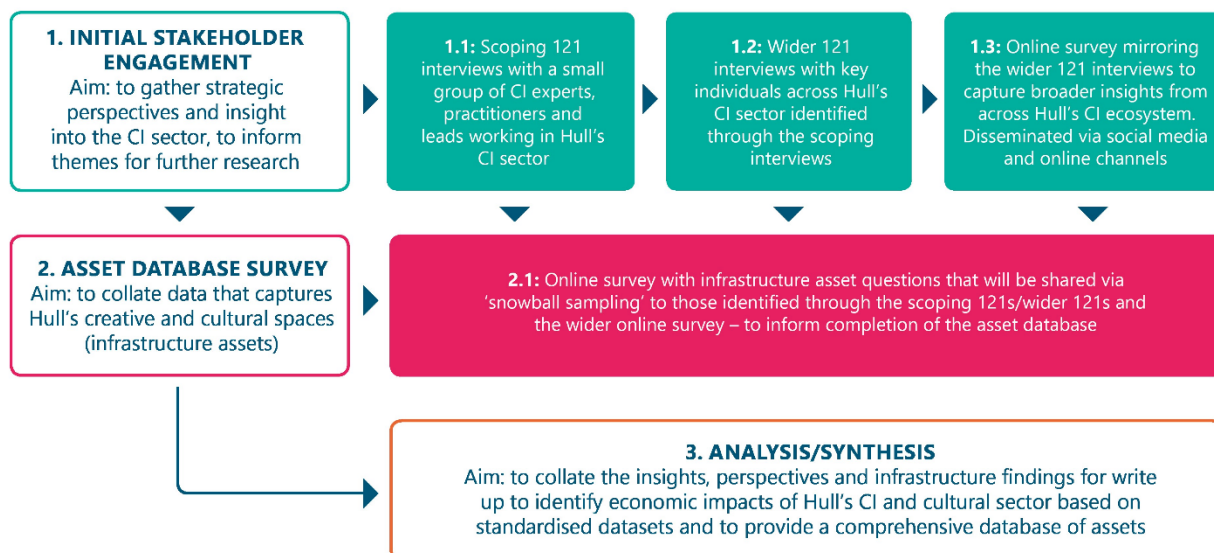 1. INITIAL STAKEHOLDER
ENGAGEMENT
Aim: to gather strategic
perspectives and insight
into the CI sector, to inform
themes for further research
1.1: Scoping 121
interviews with a small
group of CI experts,
practitioners and
leads working in Hull's
CI sector
1.2: Wider 121
interviews with key
individuals across Hull's
CI sector identified
through the scoping
interviews
1.3: Online survey mirroring
the wider 121 interviews to
capture broader insights from
across Hull's CI ecosystem.
Disseminated via social media
and online channels
2. ASSET DATABASE SURVEY
Aim: to collate data that captures
Hull's creative and cultural spaces
(infrastructure assets)
2.1: Online survey with infrastructure asset questions that will be shared via
‘snowball sampling’ to those identified through the scoping 121s/wider 121s and
the wider online survey – to inform completion of the asset database
3. ANALYSIS/SYNTHESIS
Aim: to collate the insights, perspectives and infrastructure findings for write
up to identify economic impacts of Hull's CI and cultural sector based on
standardised datasets and to provide a comprehensive database of assets